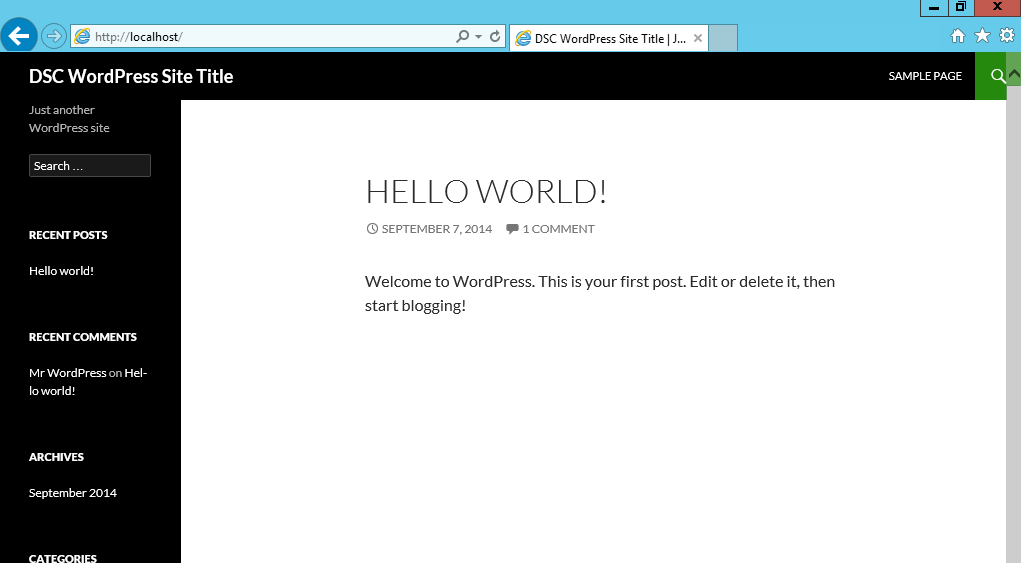 http://localhost/
DSC WordPress Site Title | J...
DSC WordPress Site Title
SAMPLE PAGE
Just another
WordPress site
Search ...
RECENT POSTS
Hello world!
RECENT COMMENTS
Mr WordPress on Hel-
lo world!
ARCHIVES
September 2014
CATEGORIES
HELLO WORLD!
SEPTEMBER 7, 2014 1 COMMENT
Welcome to WordPress. This is your first post. Edit or delete it, then
start blogging!